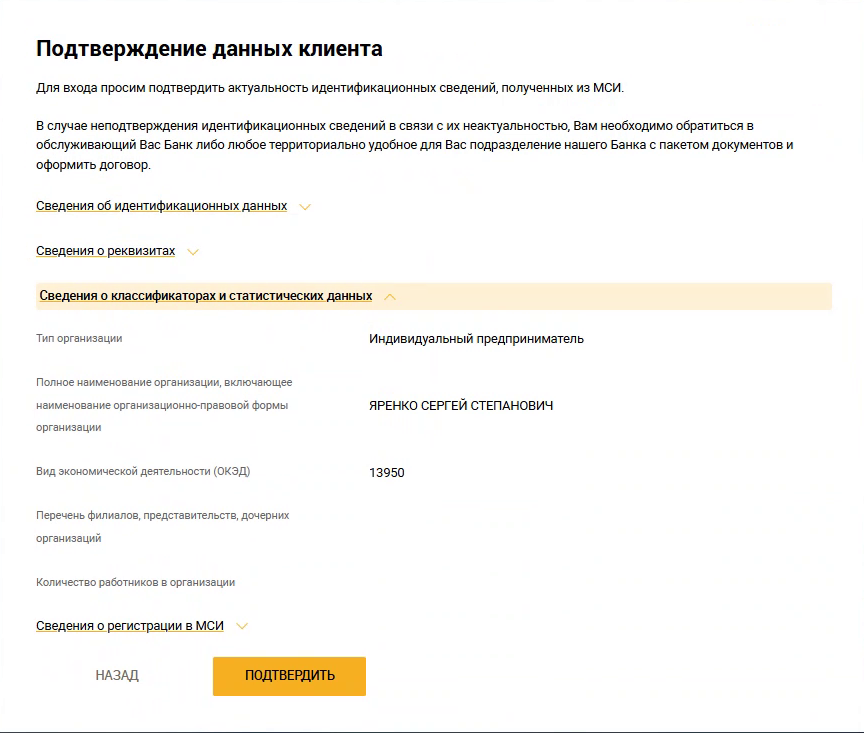 Подтверждение данных клиента
Для входа просим подтвердить актуальность идентификационных сведений, полученных из МСИ.
В случае неподтверждения идентификационных сведений в связи с их неактуальностью, Вам необходимо обратиться в
обслуживающий Вас Банк либо любое территориально удобное для Вас подразделение нашего Банка с пакетом документов и
оформить договор.
Сведения об идентификационных данных
Сведения о реквизитах
Сведения о классификаторах и статистических данных
Тип организации
Индивидуальный предприниматель
Полное наименование организации, включающее
наименование организационно-правовой формы
организации
ЯРЕНКО СЕРГЕЙ СТЕПАНОВИЧ
Вид экономической деятельности (ОКЭД)
13950
Перечень филиалов, представительств, дочерних
организаций
Количество работников в организации
Сведения о регистрации в МСИ
НАЗАД
ПОДТВЕРДИТЬ